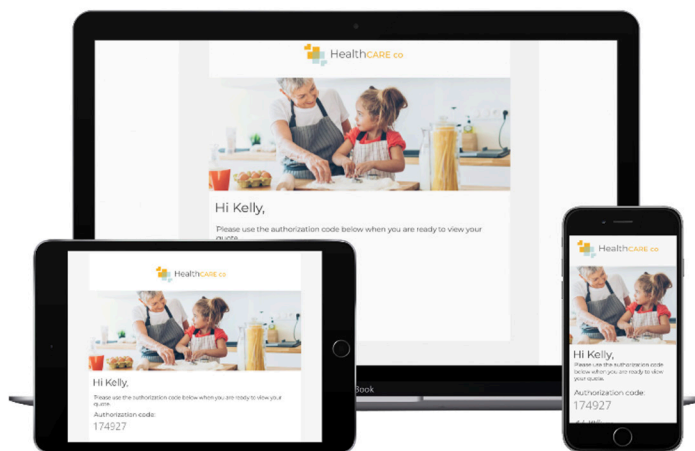 HealthCARE co
Hi Kelly,
Please use the authorization code below when you are ready to view your
quote.
Book
HealthCARE co
Hi Kelly,
Please use the authorization code below when you are ready to view your
quote.
Authorization code:
174927
HealthCARE co
Hi Kelly,
Please use the authorization code
below when you are ready to view
your quote.
Authorization code:
174927